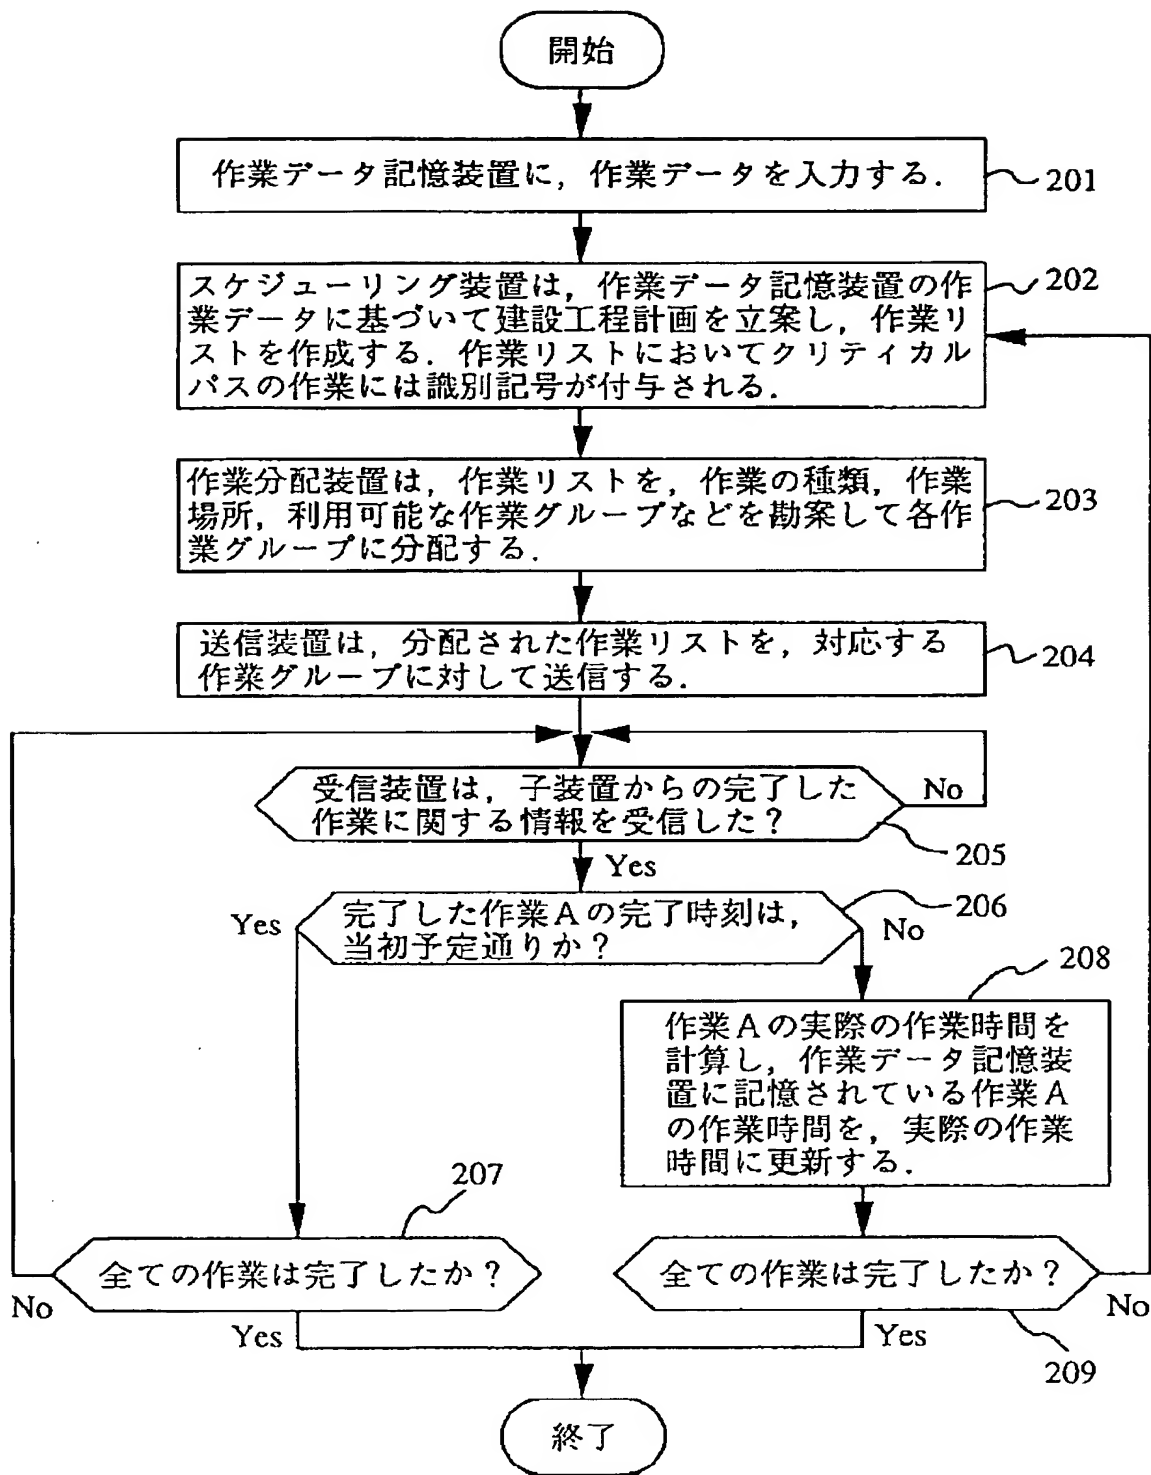 開始
作業データ記憶装置に，作業データを入力する．
201
スケジューリング装置は，作業データ記憶装置の作
業データに基づいて建設工程計画を立案し，作業リ
ストを作成する．作業リストにおいてクリティカル
パスの作業には識別記号が付与される．
202
作業分配装置は，作業リストを，作業の種類，作業
場所，利用可能な作業グループなどを勘案して各作
業グループに分配する．
203
送信装置は，分配された作業リストを，対応する
作業グループに対して送信する．
204
受信装置は，子装置からの完了した
作業に関する情報を受信した？
No
205
Yes
完了した作業Aの完了時刻は，
当初予定通りか？
Yes
No
206
208
作業Aの実際の作業時間を
計算し，作業データ記憶装
置に記憶されている作業A
の作業時間を，実際の作業
時間に更新する．
207
全ての作業は完了したか？
No
Yes
全ての作業は完了したか？
No
Yes
209
終了